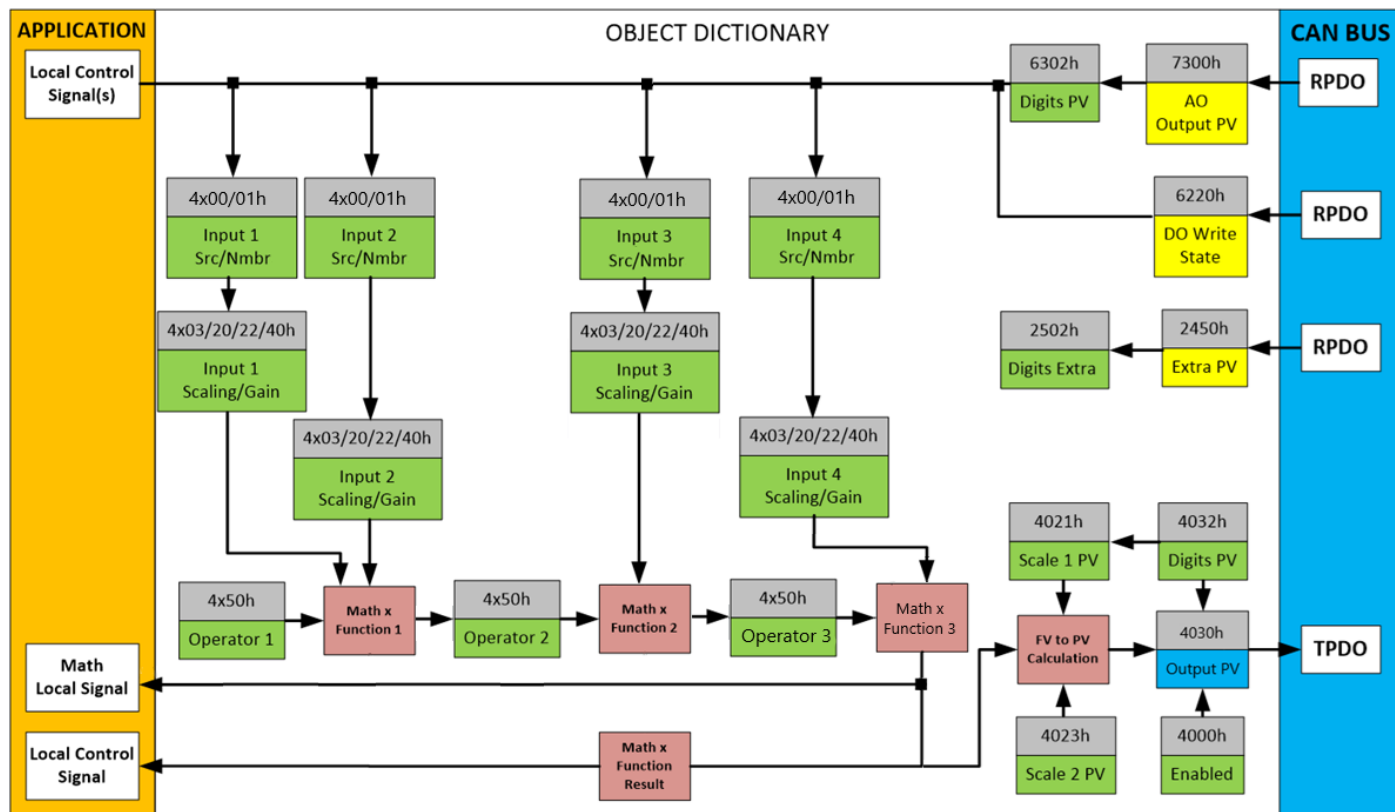 APPLICATION
OBJECT DICTIONARY
CAN BUS
Local Control
Signal(s)
6302h
Digits PV
7300h
AO
Output PV
RPDO
4x00/01h
Input 1
Src/Nmbr
4x00/01h
Input 2
Src/Nmbr
4x00/01h
Input 3
Src/Nmbr
4x00/01h
Input 4
Src/Nmbr
6220h
DO Write
State
RPDO
4x03/20/22/40h
Input 1
Scaling/Gain
4x03/20/22/40h
Input 3
Scaling/Gain
2502h
Digits Extra
2450h
Extra PV
RPDO
4x03/20/22/40h
Input 2
Scaling/Gain
4x03/20/22/40h
Input 4
Scaling/Gain
4021h
Scale 1 PV
4032h
Digits PV
4x50h
Operator 1
Math x
Function 1
4x50h
Operator 2
Math x
Function 2
4x50h
Operator 3
Math x
Function 3
FV to PV
Calculation
4030h
Output PV
TPDO
Math
Local Signal
4023h
Scale 2 PV
4000h
Enabled
Local Control
Signal
Math x
Function
Result